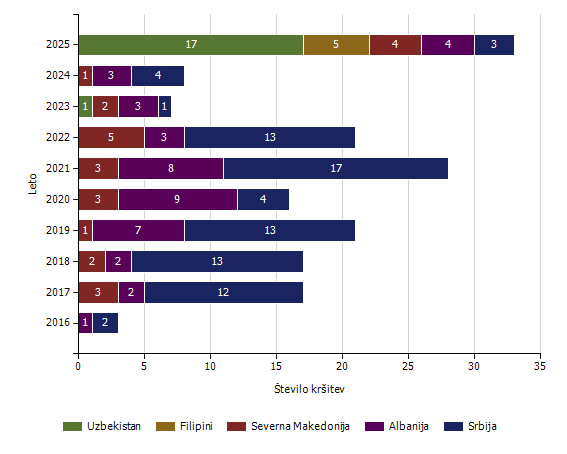 Leto
2025 17 5 4 4 3
2024 1 3 4
2023 1 2 3 1
2022 5 3 13
2021 3 8 17
2020 3 9 4
2019 1 7 13
2018 2 2 13
2017 3 2 12
2016 1 2
0 5 10 15 20 25 30 35
Število kršitev
Uzbekistan Filipini Severna Makedonija Albanija Srbija